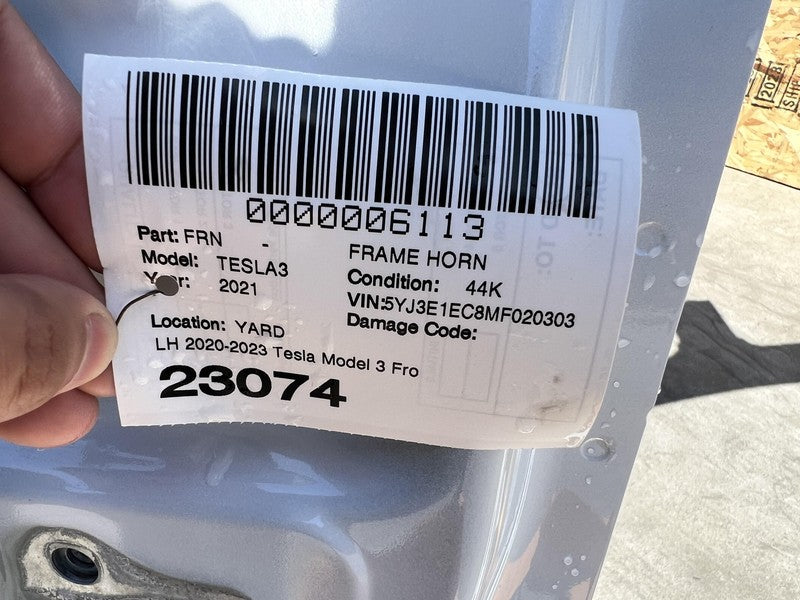 0000006113
Part: FRN -
FRAME HORN
Model: TESLA3
Condition: 44K
Year: 2021
VIN:5YJ3E1EC8MF020303
Location: YARD
Damage Code:
LH 2020-2023 Tesla Model 3 Fro
23074
2023